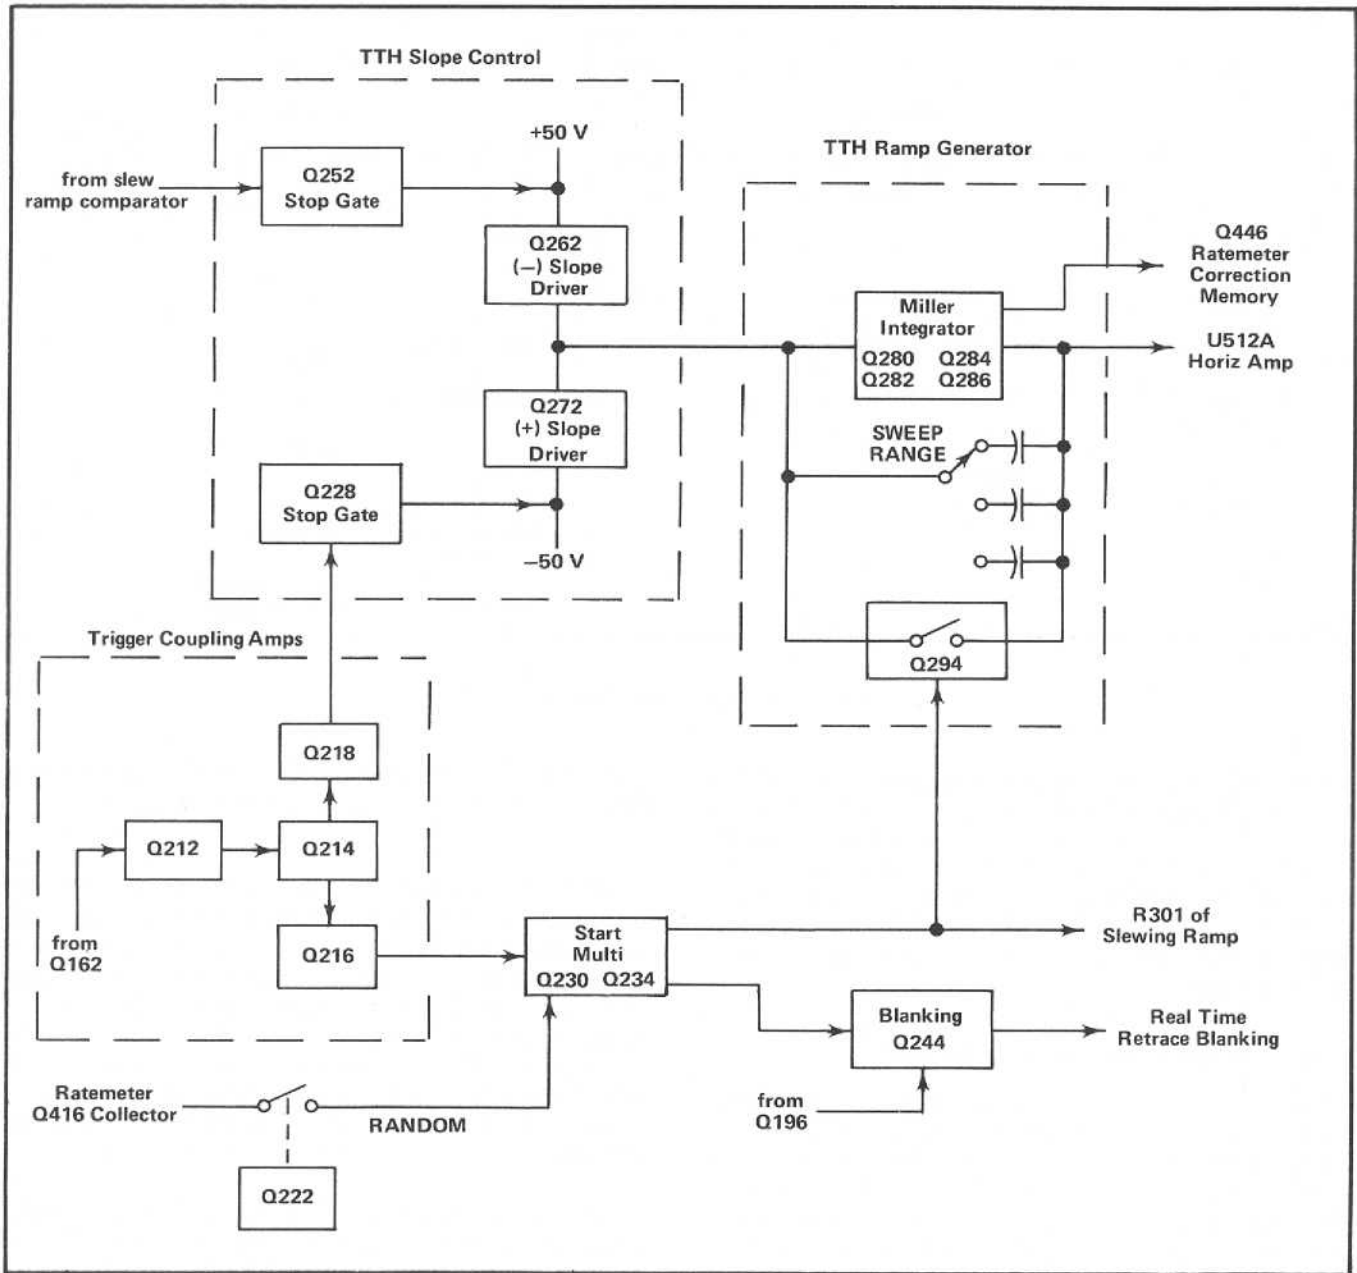 TTH Slope Control
+50 V
Q252
Stop Gate
from slew
ramp comparator
Q262
(—) Slope
Driver
Q272
(+) Slope
Driver
Q228
Stop Gate
—50 V
TTH Ramp Generator
Miller
Integrator
Q280 Q284
Q282 Q286
Q446
Ratemeter
Correction
Memory
U512A
Horiz Amp
SWEEP
RANGE
Q294
Trigger Coupling Amps
Q218
Q212
Q214
from
Q162
Q216
Start
Multi
Q230 Q234
R301 of
Slewing Ramp
Blanking
Q244
Real Time
Retrace Blanking
from
Q196
Ratemeter
Q416 Collector
RANDOM
Q222